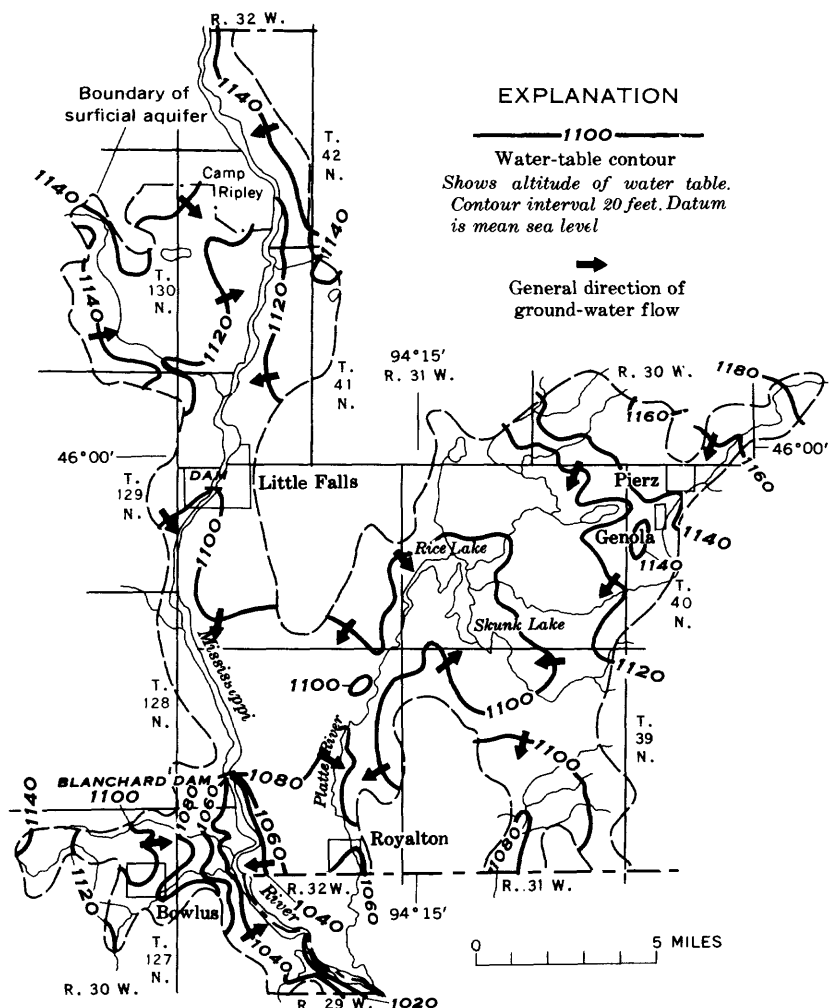 R. 32 W.
Boundary of
surficial aquifer
1140
T.
42
N.
EXPLANATION
1100
Water-table contour
Shows altitude of water table.
Contour interval 20 feet. Datum
is mean sea level
General direction of
ground-water flow
Camp
Ripley
1140
1140
T.
130
N.
1140
1120
1120
T.
41
N.
94°15'
R. 31 W.
R. 30 W.
1180
1160
46°00'
46°00'
1160
T.
129
N.
DAM
Little Falls
Pierz
1100
Rice Lake
Genola
1140
1140
T.
40
N.
Skunk Lake
Mississippi
1120
1100
1100
T.
128
N.
T.
39
N.
1100
Platte River
BLANCHARD DAM
1080
1100
1140
1080
1060
1060
Royalton
1080
1120
R. 32W.
R. 31 W.
1060
River
1040
94°15'
Bowlus
T.
127
N.
1040
0
5 MILES
R. 30 W.
R. 29 W.
1020